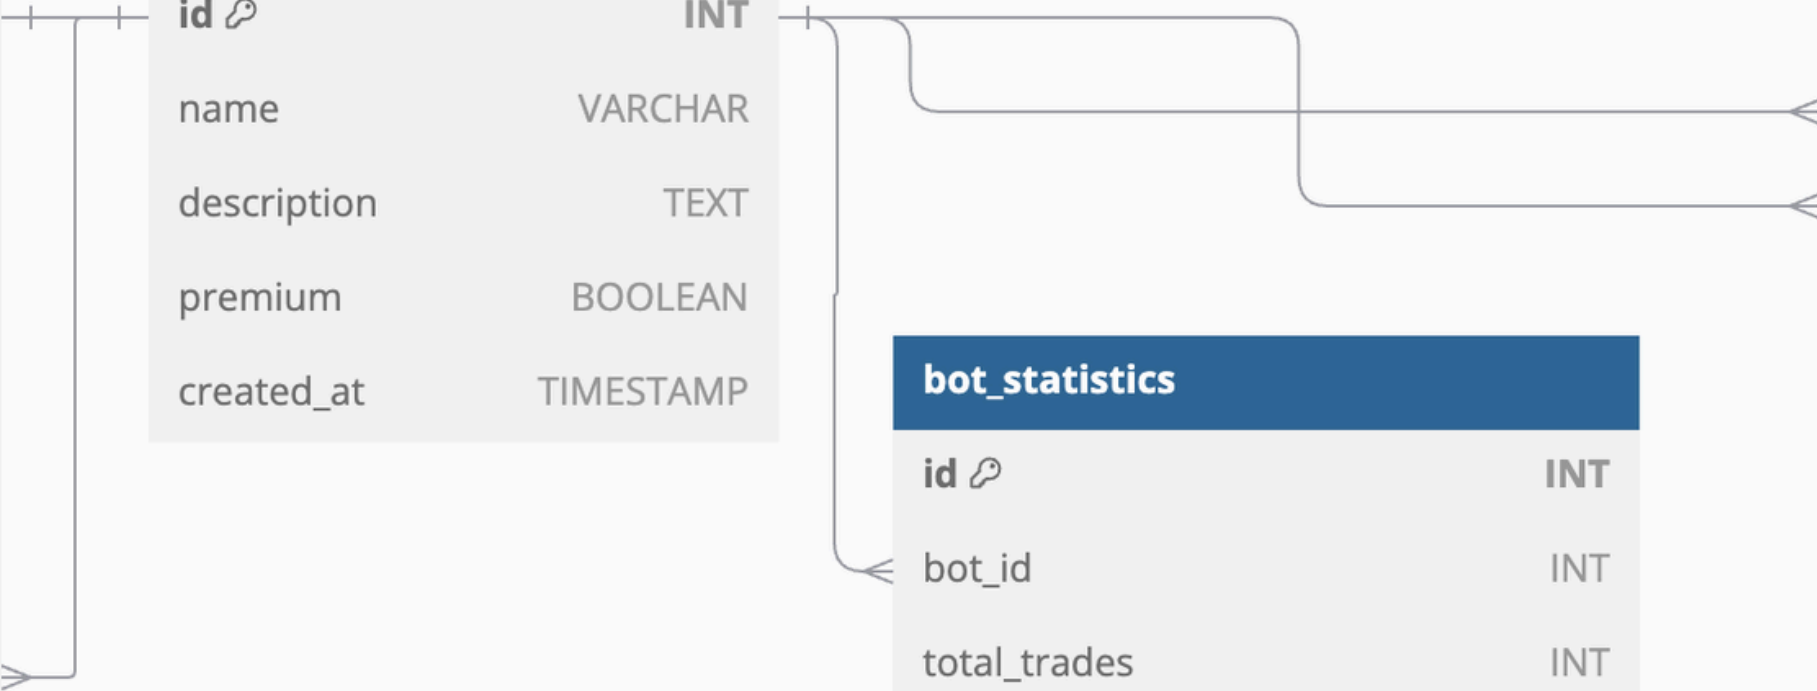 id INT
name VARCHAR
description TEXT
premium BOOLEAN
created_at TIMESTAMP
bot_statistics
id INT
bot_id INT
total_trades INT